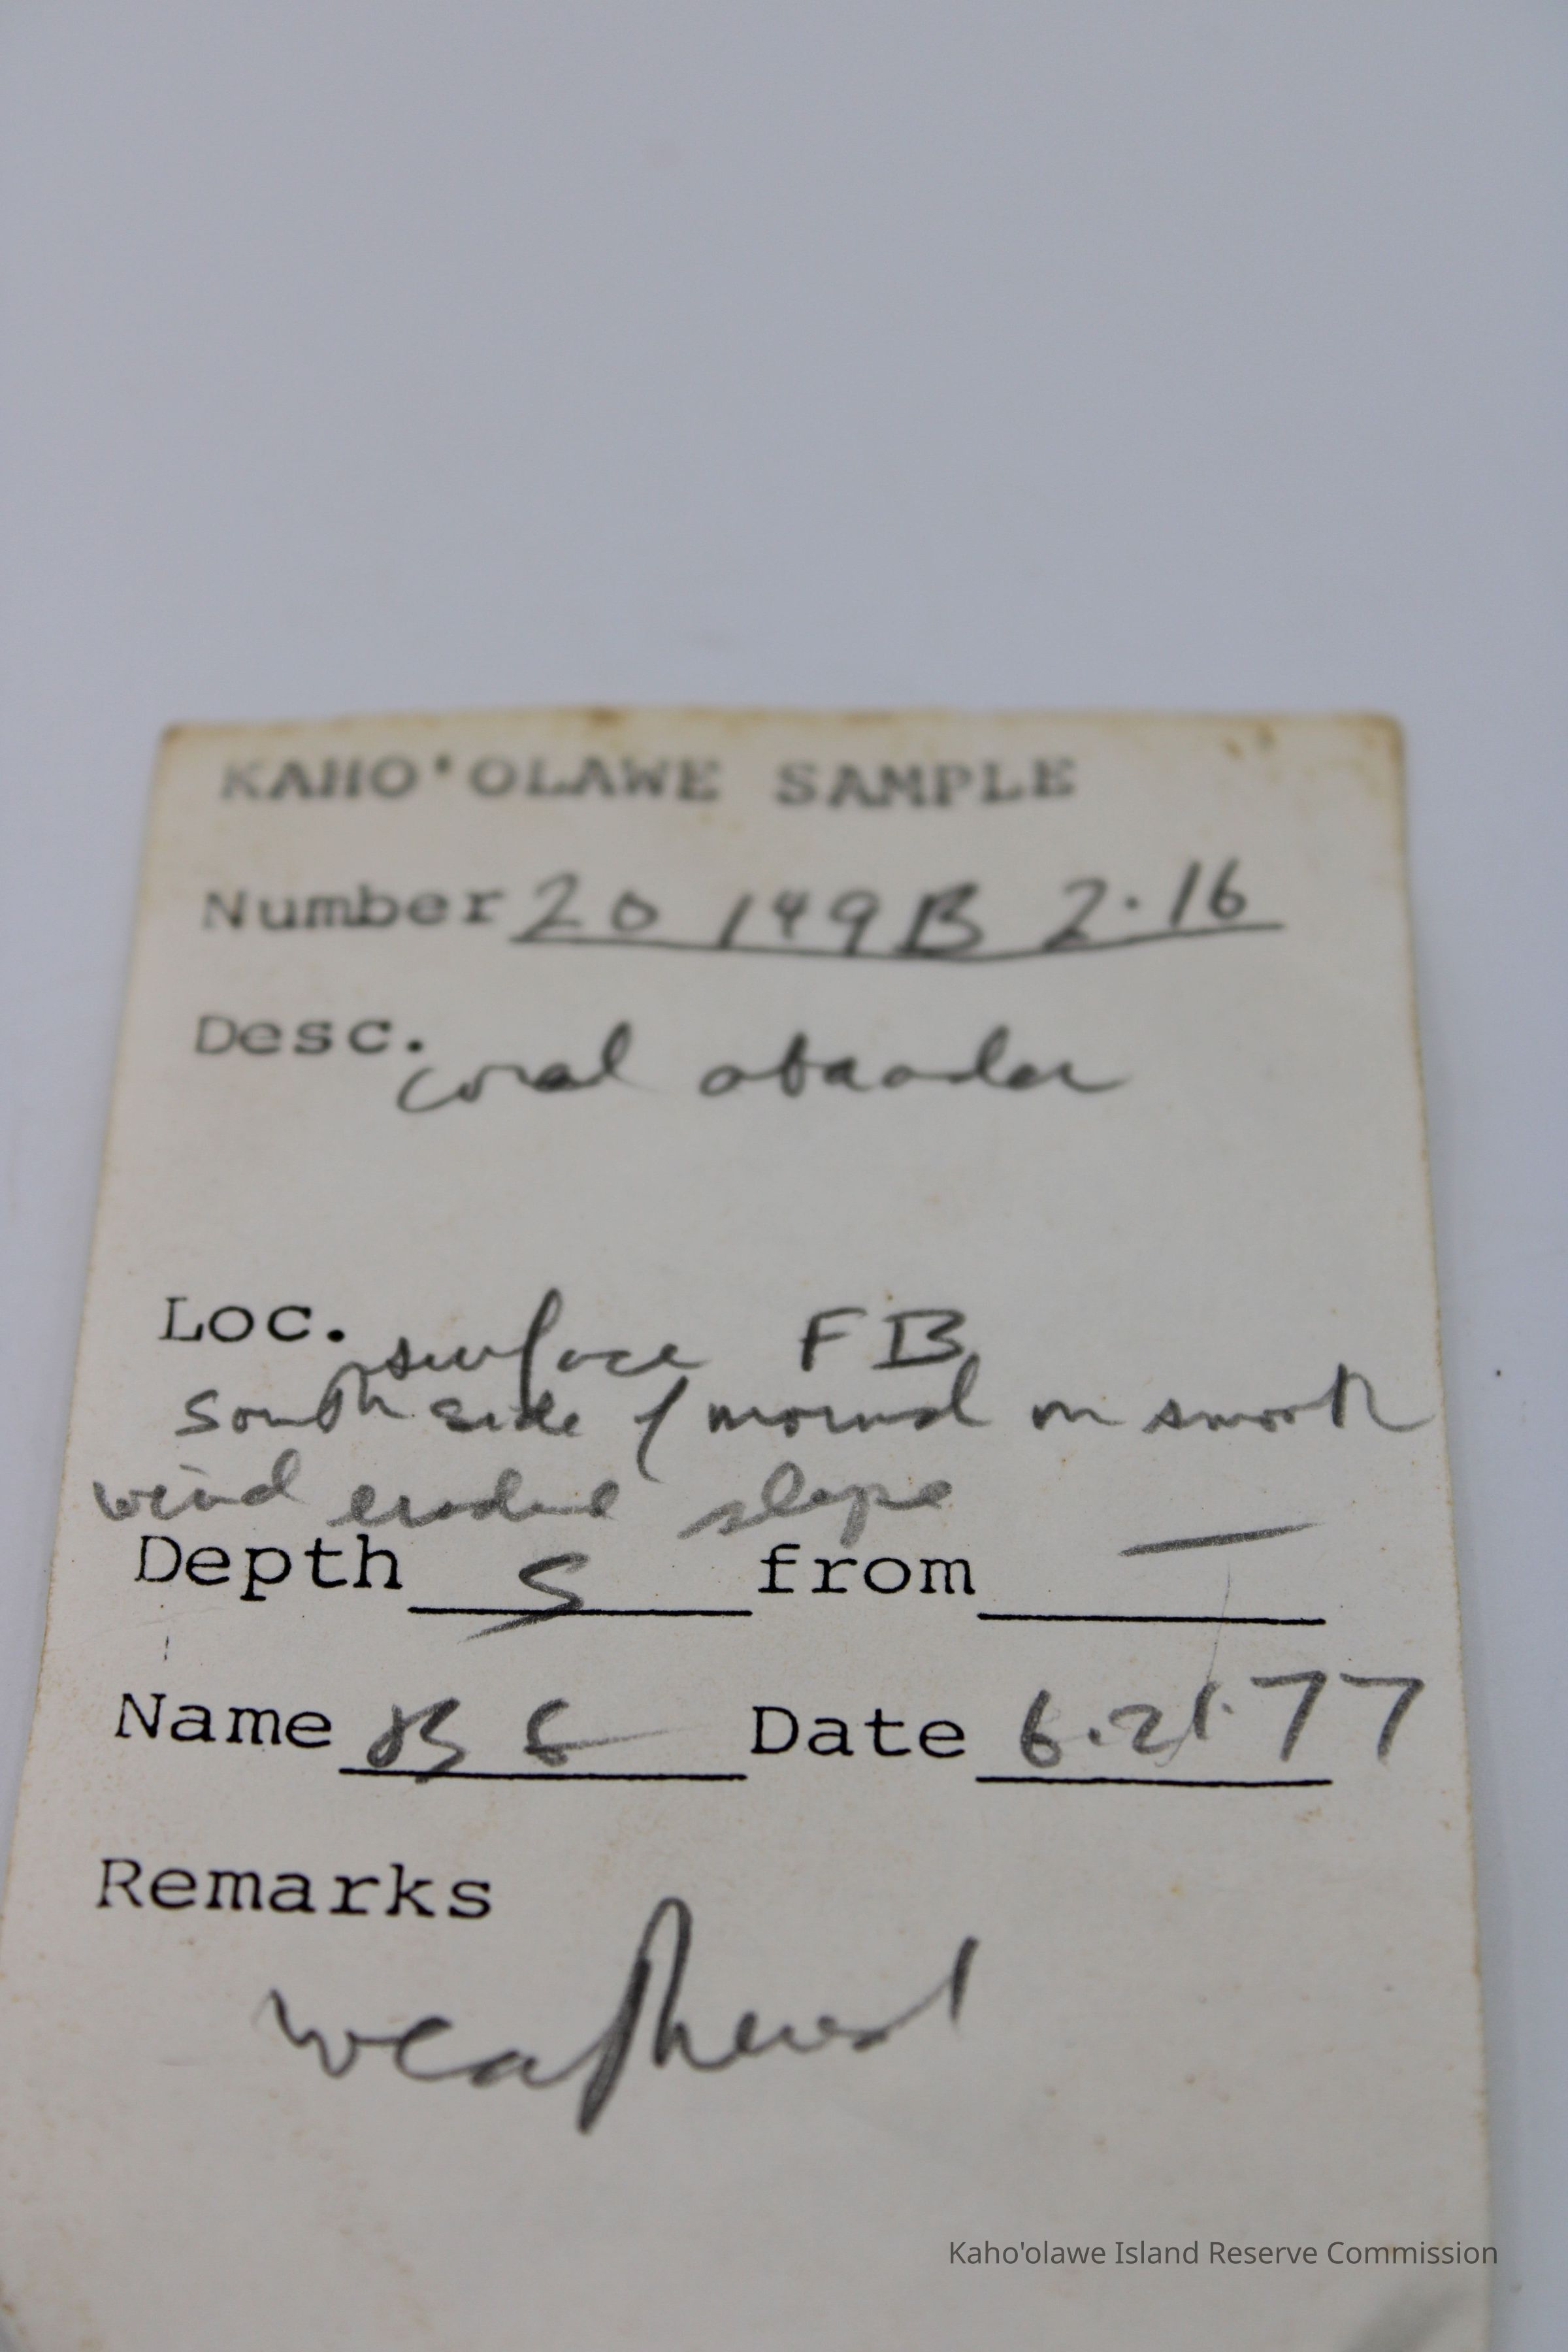 KAHO'OLAWE SAMPLE
Number 20 149B 2.16
Desc.
coral abrader
Loc. surface FB
South side of mound on smooth
wind eroded slope
Depth S from —
Name Date 6.21.77
Remarks
weathered
Kaho'olawe Island Reserve Commission